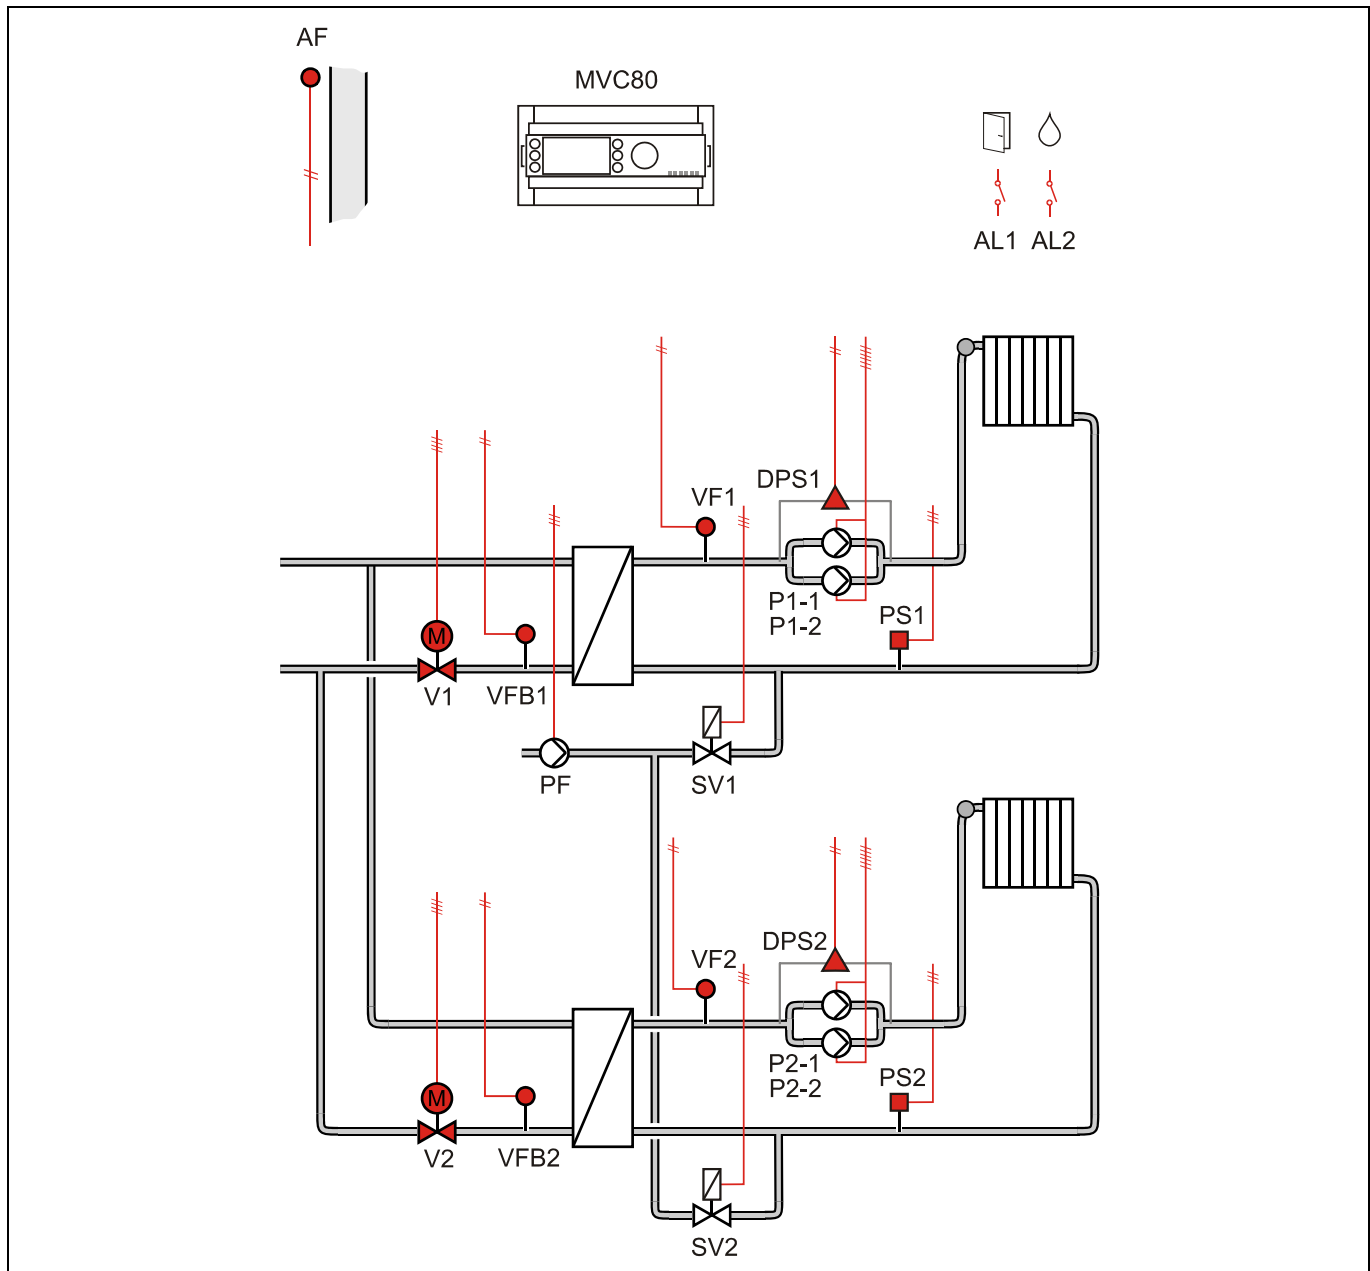 AF
MVC80
AL1 AL2
DPS1
VF1
P1-1
P1-2
PS1
M
V1
VFB1
PF
SV1
DPS2
VF2
P2-1
P2-2
PS2
M
V2
VFB2
SV2